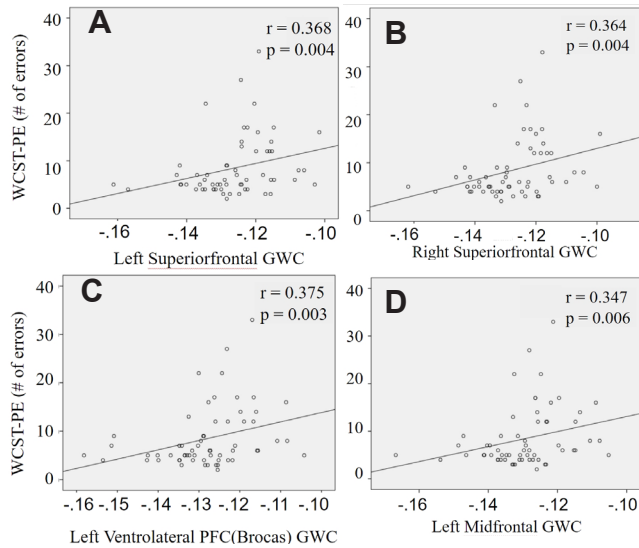 A
r = 0.368
p = 0.004
40
30
20
10
0
WCST-PE (# of errors)
-.16 -.14 -.12 -.10
Left Superiorfrontal GWC
B
r = 0.364
p = 0.004
40
30
20
10
0
-.16 -.14 -.12 -.10
Right Superiorfrontal GWC
C
r = 0.375
p = 0.003
40
30
20
10
0
WCST-PE (# of errors)
-.16 -.15 -.14 -.13 -.12 -.11 -.10
Left Ventrolateral PFC(Brocas) GWC
D
r = 0.347
p = 0.006
40
30
20
10
0
-.16 -.14 -.12 -.10
Left Midfrontal GWC